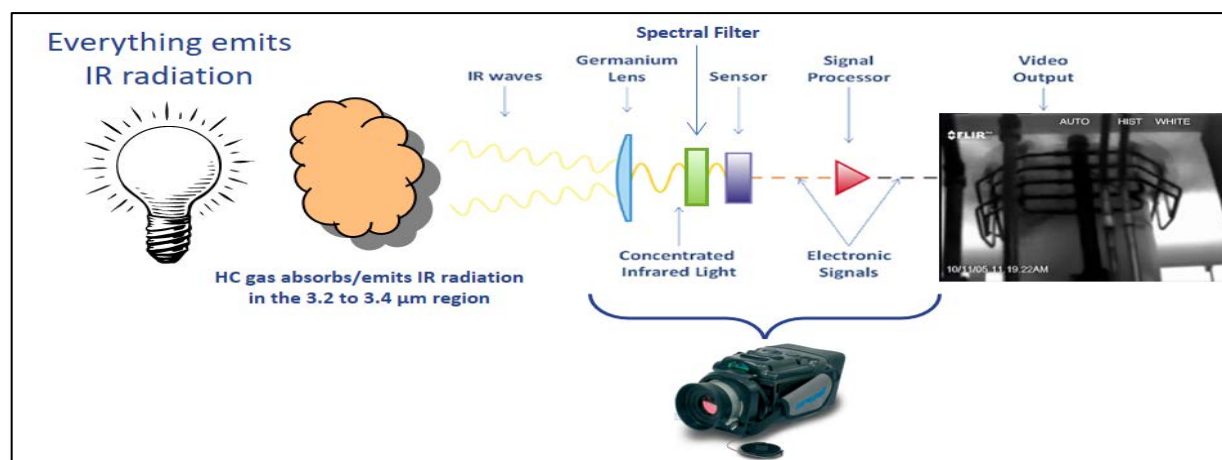 Everything emits
IR radiation
IR waves
Germanium
Lens
Spectral Filter
Sensor
Signal
Processor
Video
Output
AUTO HIST WHITE
FLIR
10/11/05 11:19:22AM
Concentrated
Infrared Light
Electronic
Signals
HC gas absorbs/emits IR radiation
in the 3.2 to 3.4 µm region